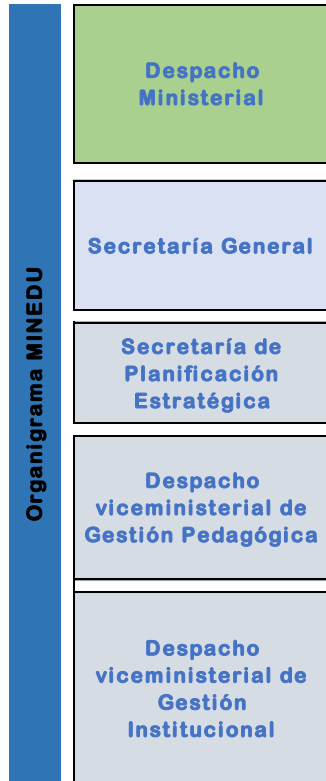 Organigrama MINEDU
Despacho
Ministerial
Secretaría General
Secretaría de
Planificación
Estratégica
Despacho
viceministerial de
Gestión Pedagógica
Despacho
viceministerial de
Gestión
Institucional